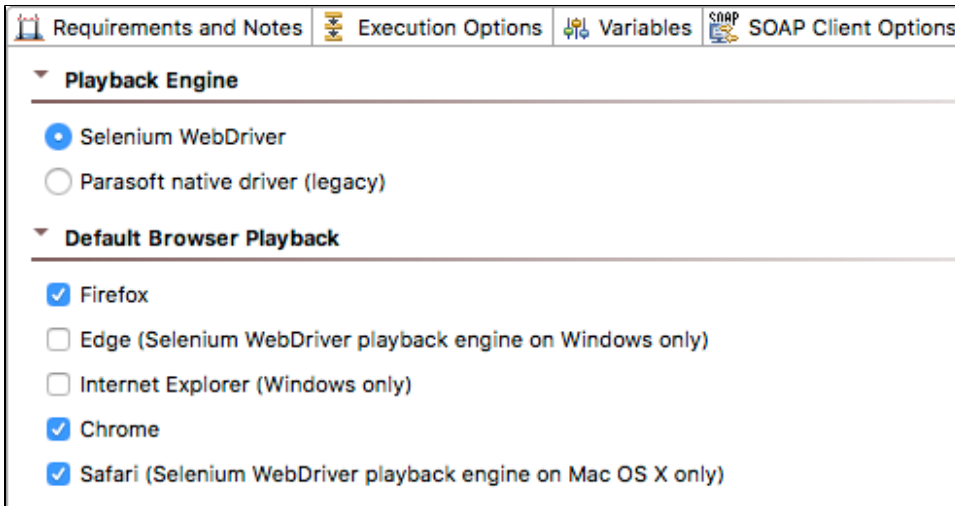 Requirements and Notes Execution Options Variables SOAP SOAP Client Options
Playback Engine
Selenium WebDriver
Parasoft native driver (legacy)
Default Browser Playback
Firefox
Edge (Selenium WebDriver playback engine on Windows only)
Internet Explorer (Windows only)
Chrome
Safari (Selenium WebDriver playback engine on Mac OS X only)